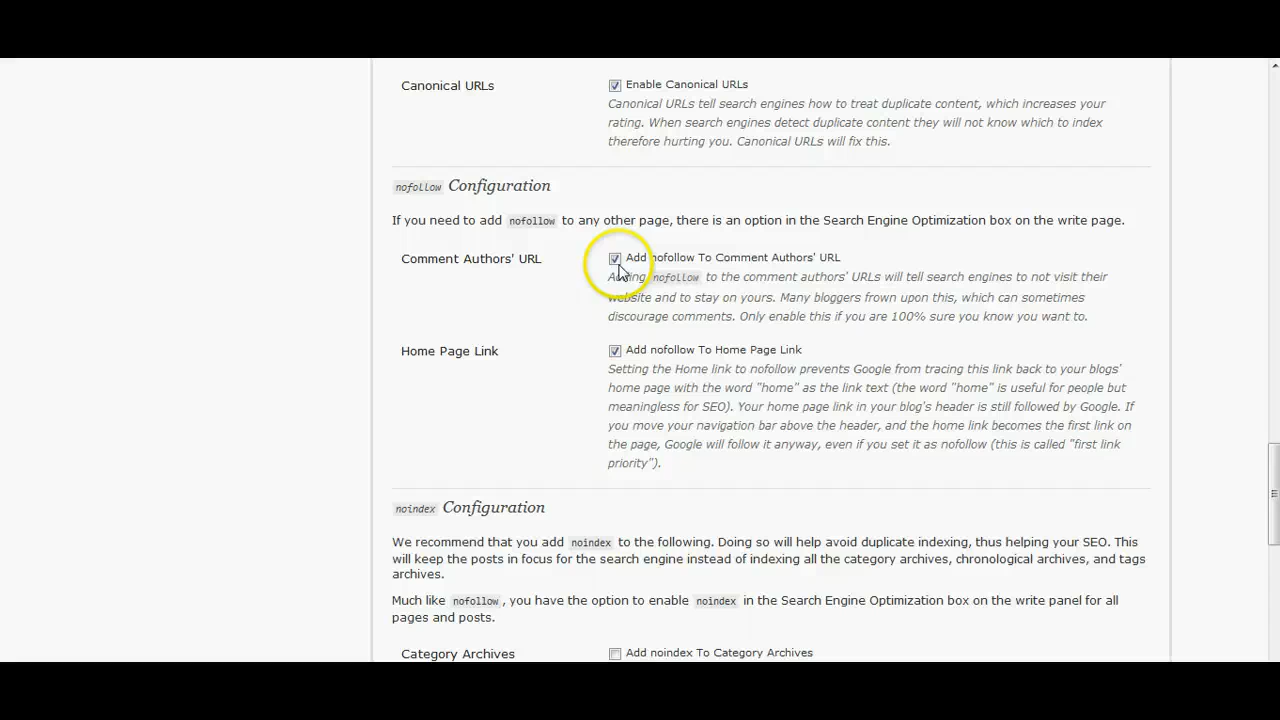 Canonical URLs
Enable Canonical URLs
Canonical URLs tell search engines how to treat duplicate content, which increases your
rating. When search engines detect duplicate content they will not know which to index
therefore hurting you. Canonical URLs will fix this.
nofollow Configuration
If you need to add nofollow to any other page, there is an option in the Search Engine Optimization box on the write page.
Comment Authors' URL
Add nofollow To Comment Authors' URL
Adding nofollow to the comment authors' URLs will tell search engines to not visit their
website and to stay on yours. Many bloggers frown upon this, which can sometimes
discourage comments. Only enable this if you are 100% sure you know you want to.
Home Page Link
Add nofollow To Home Page Link
Setting the Home link to nofollow prevents Google from tracing this link back to your blogs'
home page with the word "home" as the link text (the word "home" is useful for people but
meaningless for SEO). Your home page link in your blog's header is still followed by Google. If
you move your navigation bar above the header, and the home link becomes the first link on
the page, Google will follow it anyway, even if you set it as nofollow (this is called "first link
priority").
noindex Configuration
We recommend that you add noindex to the following. Doing so will help avoid duplicate indexing, thus helping your SEO. This
will keep the posts in focus for the search engine instead of indexing all the category archives, chronological archives, and tags
archives.
Much like nofollow, you have the option to enable noindex in the Search Engine Optimization box on the write panel for all
pages and posts.
Category Archives
Add noindex To Category Archives